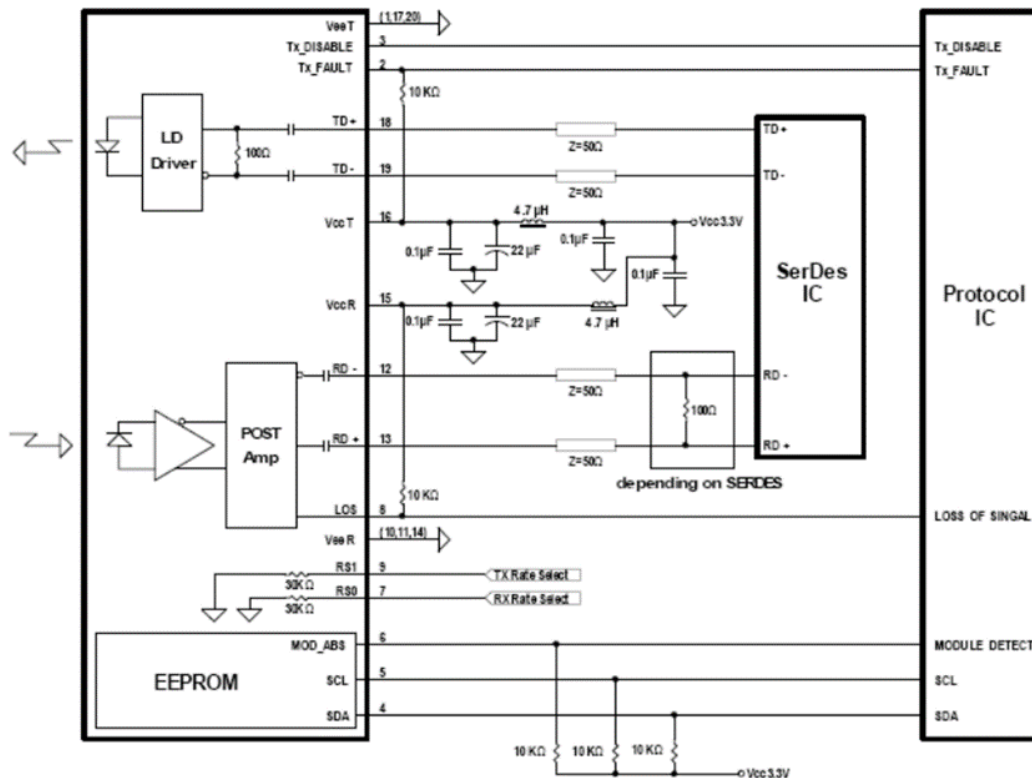 VeeT (1,17,20)
Tx_DISABLE 3 Tx_DISABLE
Tx_FAULT 2 Tx_FAULT
10 KΩ
LD
Driver
100Ω
TD+ 18 Z=50Ω TD+
TD- 19 Z=50Ω TD-
VccT 16 4.7 µH Vcc3.3V
0.1µF 22 µF 0.1µF 0.1µF
SerDes
IC
Protocol
IC
VccR 15
0.1µF 22 µF 4.7 µH
RD - 12 Z=50Ω RD -
100Ω
POST
Amp
RD + 13 Z=50Ω RD +
depending on SERDES
10 KΩ
LOS 8 LOSS OF SINGAL
VeeR (10,11,14)
RS1 9 TX Rate Select
30KΩ
RS0 7 RX Rate Select
30KΩ
MOD_ABS 6 MODULE DETECT
EEPROM
SCL 5 SCL
SDA 4 SDA
10 KΩ 10 KΩ 10 KΩ
Vcc3.3V